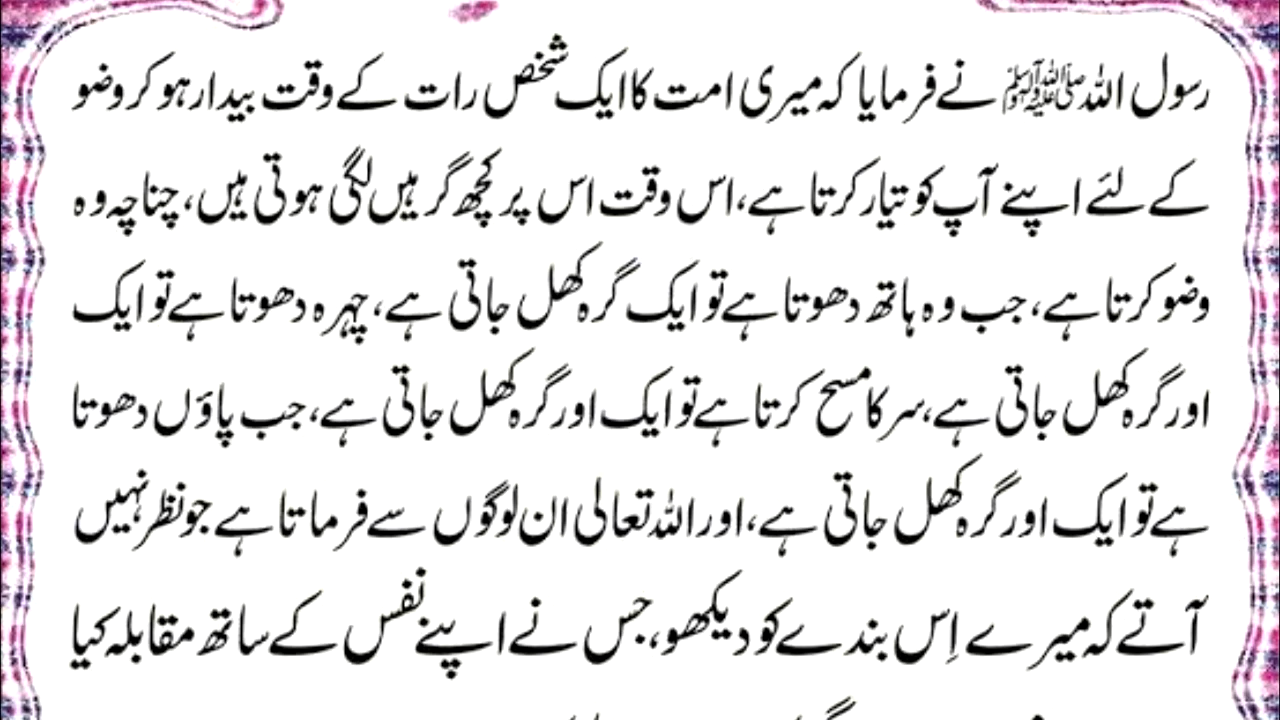 رسول اللہ ﷺ نے فرمایا کہ میری امت کا ایک شخص رات کے وقت بیدار ہو کر وضو
کے لئے اپنے آپ کو تیار کرتا ہے، اس وقت اس پر کچھ گرہیں لگی ہوتی ہیں، چناچہ وہ
وضو کرتا ہے، جب وہ ہاتھ دھوتا ہے تو ایک گرہ کھل جاتی ہے، چہرہ دھوتا ہے تو ایک
اور گرہ کھل جاتی ہے، سر کا مسح کرتا ہے تو ایک اور گرہ کھل جاتی ہے، جب پاؤں دھوتا
ہے تو ایک اور گرہ کھل جاتی ہے، اور اللہ تعالی ان لوگوں سے فرماتا ہے جو نظر نہیں
آتے کہ میرے اِس بندے کو دیکھو، جس نے اپنے نفس کے ساتھ مقابلہ کیا